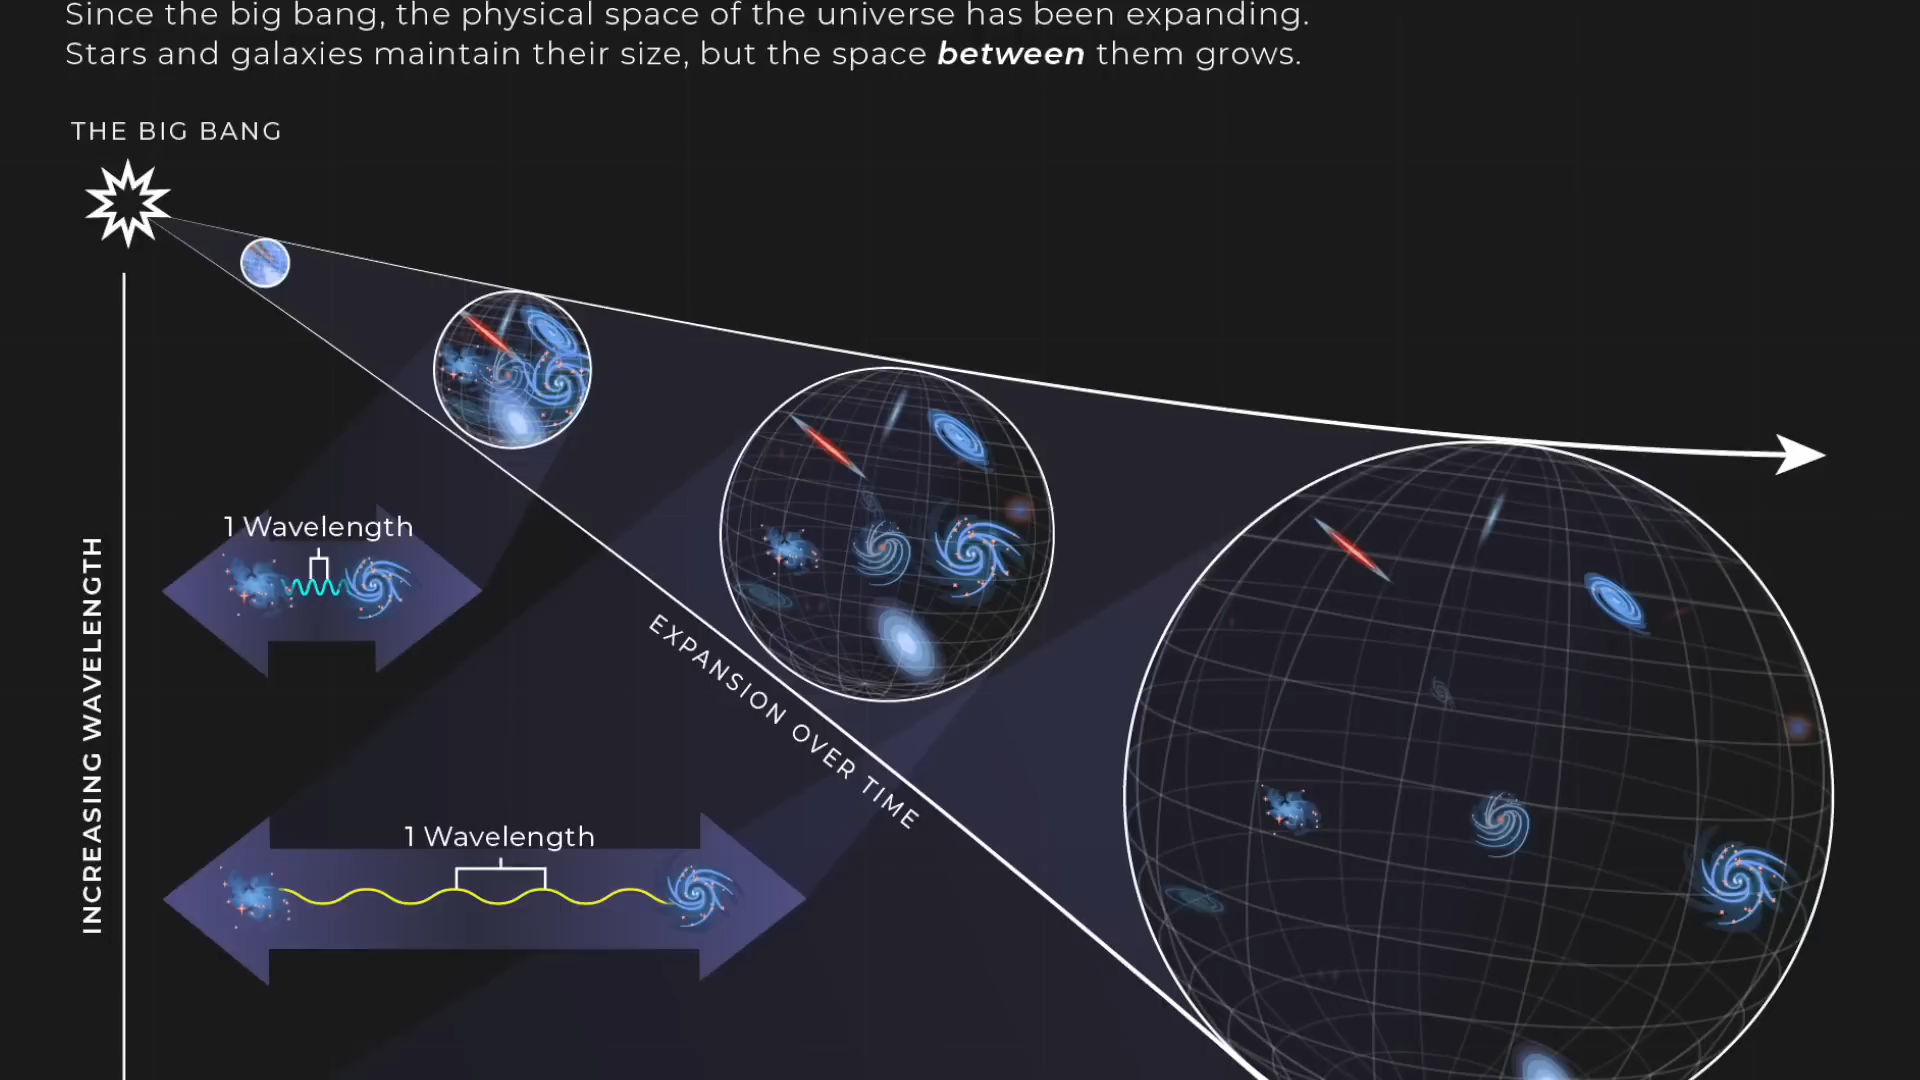 Since the big bang, the physical space of the universe has been expanding.
Stars and galaxies maintain their size, but the space between them grows.
THE BIG BANG
1 Wavelength
EXPANSION OVER TIME
INCREASING WAVELENGTH
1 Wavelength